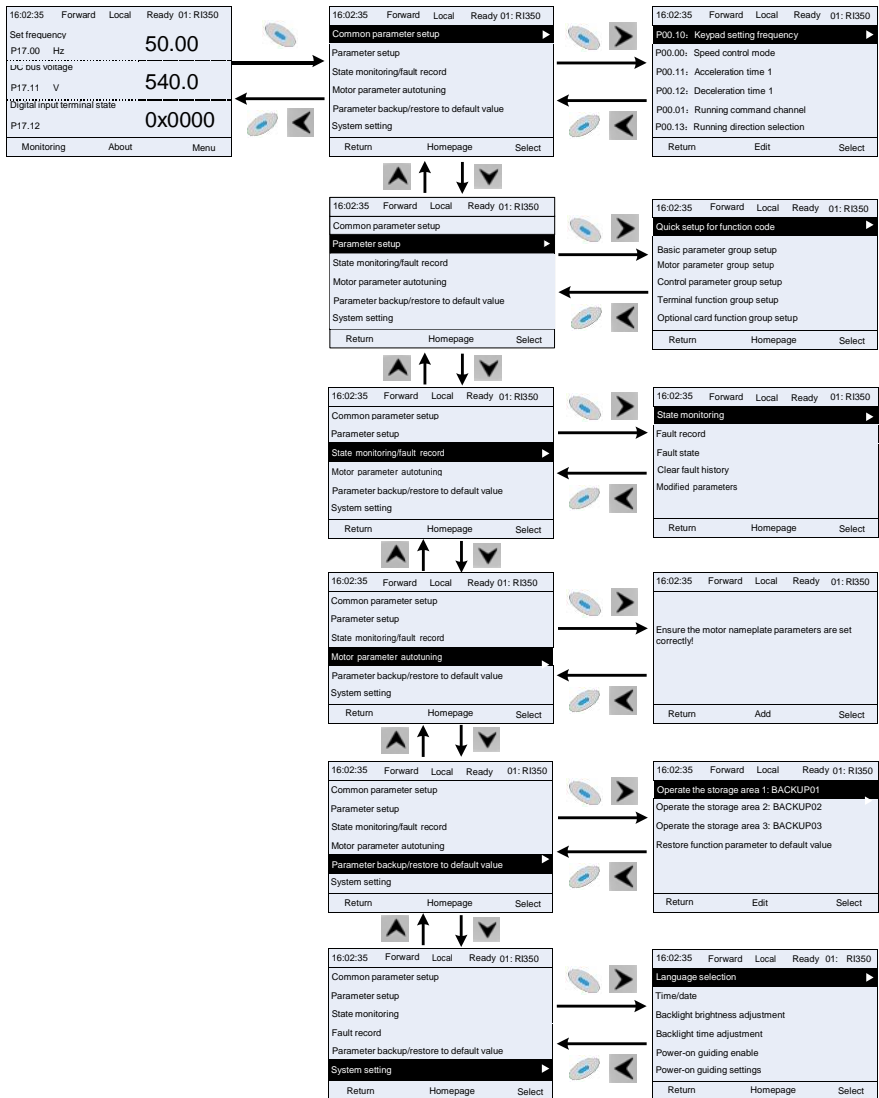 16:02:35 Forward Local Ready 01: RI350
Set frequency
P17.00 Hz 50.00
DC bus voltage
P17.11 V 540.0
Digital input terminal state
P17.12 0x0000
Monitoring About Menu
16:02:35 Forward Local Ready 01: RI350
Common parameter setup
Parameter setup
State monitoring/fault record
Motor parameter autotuning
Parameter backup/restore to default value
System setting
Return Homepage Select
16:02:35 Forward Local Ready 01: RI350
P00.10: Keypad setting frequency
P00.00: Speed control mode
P00.11: Acceleration time 1
P00.12: Deceleration time 1
P00.01: Running command channel
P00.13: Running direction selection
Return Edit Select
16:02:35 Forward Local Ready 01: RI350
Common parameter setup
Parameter setup
State monitoring/fault record
Motor parameter autotuning
Parameter backup/restore to default value
System setting
Return Homepage Select
16:02:35 Forward Local Ready 01: RI350
Quick setup for function code
Basic parameter group setup
Motor parameter group setup
Control parameter group setup
Terminal function group setup
Optional card function group setup
Return Homepage Select
16:02:35 Forward Local Ready 01: RI350
Common parameter setup
Parameter setup
State monitoring/fault record
Motor parameter autotuning
Parameter backup/restore to default value
System setting
Return Homepage Select
16:02:35 Forward Local Ready 01: RI350
State monitoring
Fault record
Fault state
Clear fault history
Modified parameters
Return Homepage Select
16:02:35 Forward Local Ready 01: RI350
Common parameter setup
Parameter setup
State monitoring/fault record
Motor parameter autotuning
Parameter backup/restore to default value
System setting
Return Homepage Select
16:02:35 Forward Local Ready 01: RI350
Ensure the motor nameplate parameters are set
correctly!
Return Add Select
16:02:35 Forward Local Ready 01: RI350
Common parameter setup
Parameter setup
State monitoring/fault record
Motor parameter autotuning
Parameter backup/restore to default value
System setting
Return Homepage Select
16:02:35 Forward Local Ready 01: RI350
Operate the storage area 1: BACKUP01
Operate the storage area 2: BACKUP02
Operate the storage area 3: BACKUP03
Restore function parameter to default value
Return Edit Select
16:02:35 Forward Local Ready 01: RI350
Common parameter setup
Parameter setup
State monitoring
Fault record
Parameter backup/restore to default value
System setting
Return Homepage Select
16:02:35 Forward Local Ready 01: RI350
Language selection
Time/date
Backlight brightness adjustment
Backlight time adjustment
Power-on guiding enable
Power-on guiding settings
Return Homepage Select